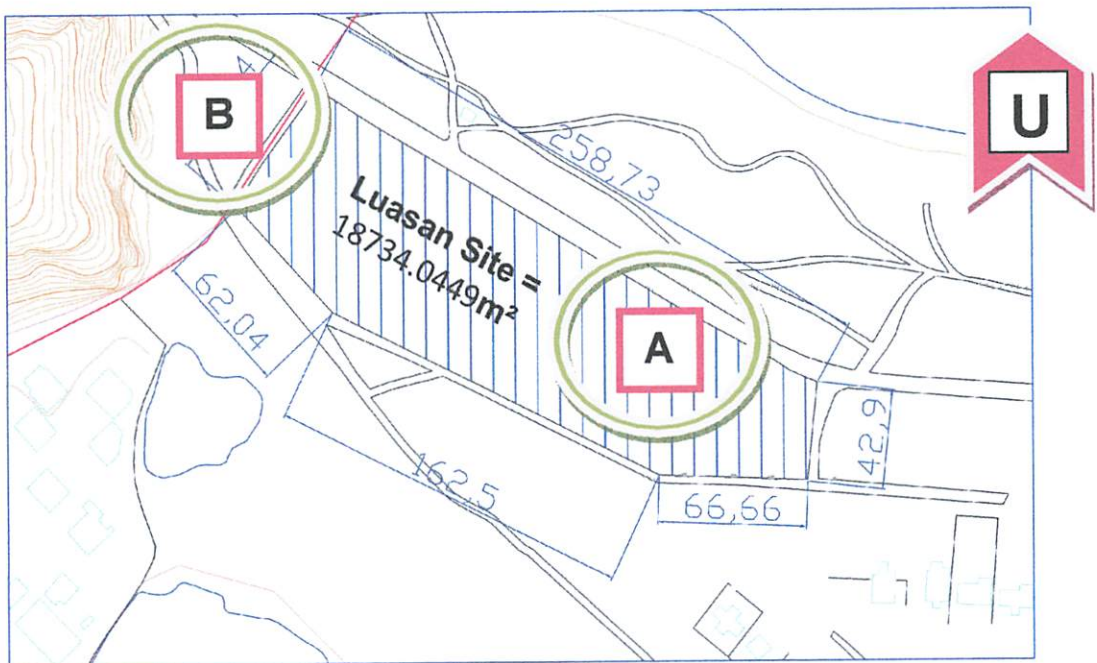 B
U
258,73
Luasan Site =
18734.0449m²
62,04
A
42,9
162,5
66,66